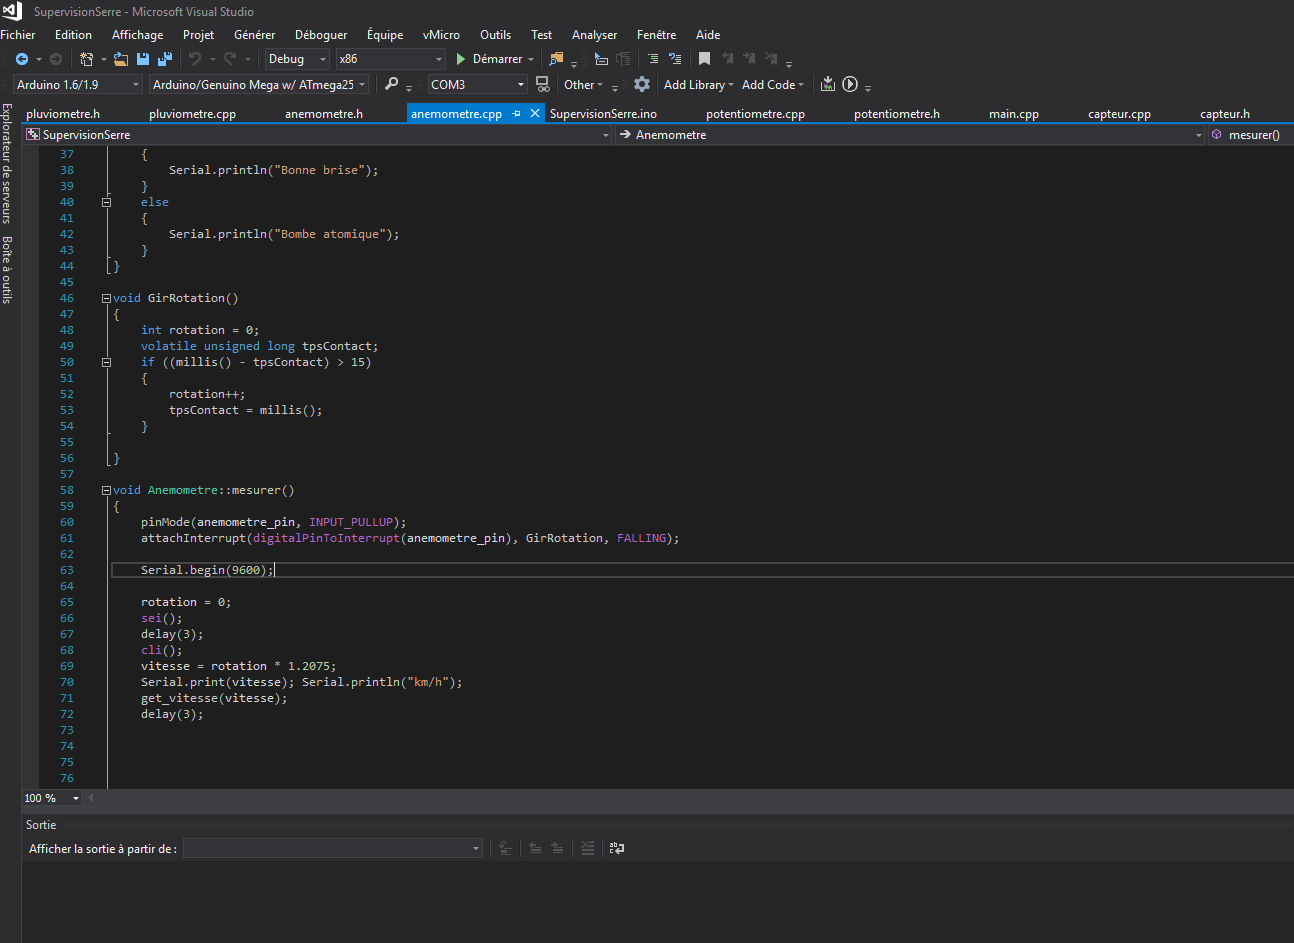 SupervisionSerre - Microsoft Visual Studio
Fichier Edition Affichage Projet Générer Déboguer Équipe vMicro Outils Test Analyser Fenêtre Aide
Debug x86 Démarrer
Arduino 1.6/1.9 Arduino/Genuino Mega w/ ATmega25 COM3 Other Add Library Add Code
Explorateur de serveurs
Boîte à outils
pluviometre.h pluviometre.cpp anemometre.h anemometre.cpp SupervisionSerre.ino potentiometre.cpp potentiometre.h main.cpp capteur.cpp capteur.h
SupervisionSerre Anemometre mesurer()
37 {
38 Serial.println("Bonne brise");
39 }
40 else
41 {
42 Serial.println("Bombe atomique");
43 }
44 }
45
46 void GirRotation()
47 {
48 int rotation = 0;
49 volatile unsigned long tpsContact;
50 if ((millis() - tpsContact) > 15)
51 {
52 rotation++;
53 tpsContact = millis();
54 }
55
56 }
57
58 void Anemometre::mesurer()
59 {
60 pinMode(anemometre_pin, INPUT_PULLUP);
61 attachInterrupt(digitalPinToInterrupt(anemometre_pin), GirRotation, FALLING);
62
63 Serial.begin(9600);
64
65 rotation = 0;
66 sei();
67 delay(3);
68 cli();
69 vitesse = rotation * 1.2075;
70 Serial.print(vitesse); Serial.println("km/h");
71 get_vitesse(vitesse);
72 delay(3);
73
74
75
76
100 %
Sortie
Afficher la sortie à partir de :